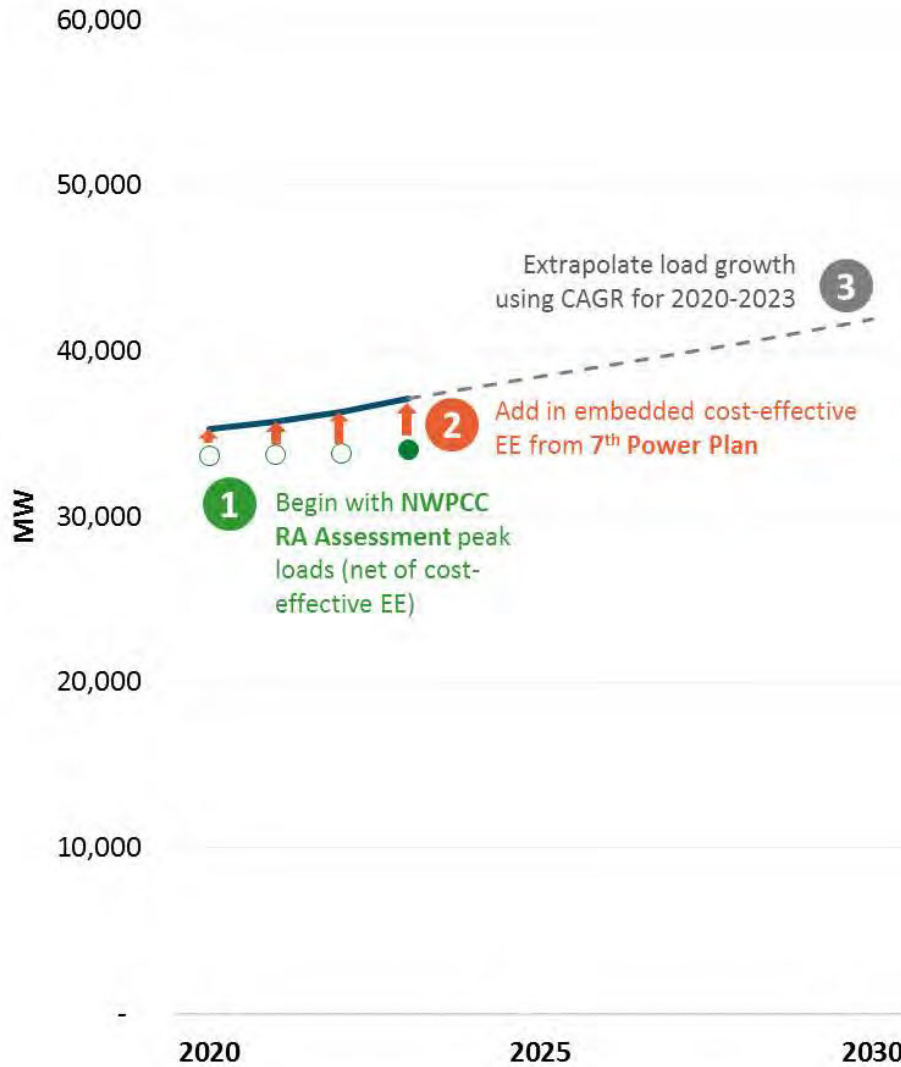 60,000
50,000
Extrapolate load growth
using CAGR for 2020-2023
3
40,000
2
Add in embedded cost-effective
EE from 7th Power Plan
MW
30,000
1
Begin with NWPCC
RA Assessment peak
loads (net of cost-
effective EE)
20,000
10,000
-
2020
2025
2030